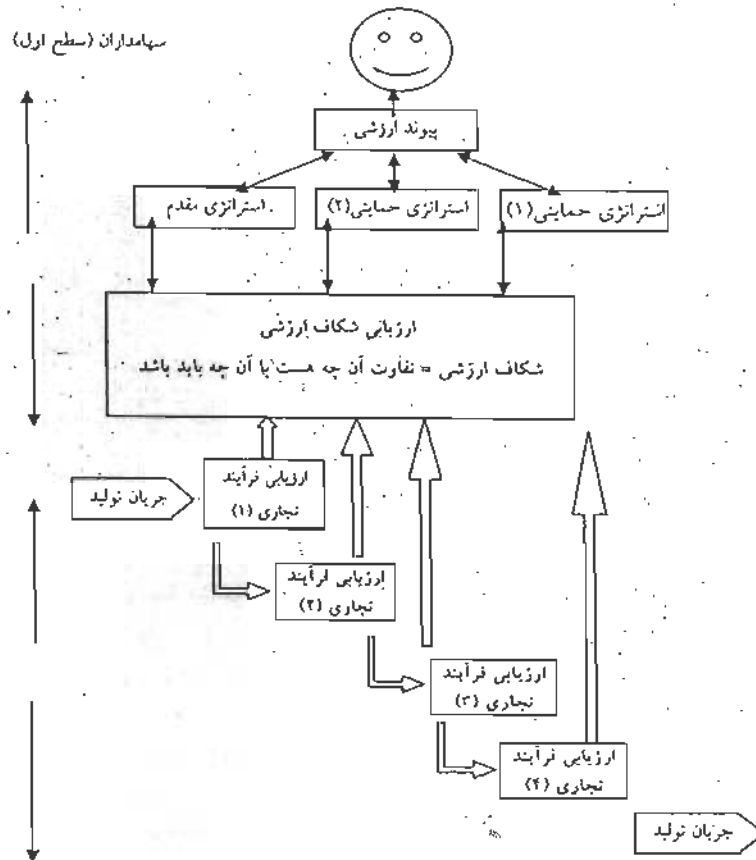 سهامداران (سطح اول)
پیوند ارزشی
استراتژی حمایتی(۱)
استراتژی حمایتی(۲)
استراتژی مقدم
ارزیابی شکاف ارزشی
شکاف ارزشی = تفاوت آن چه هست با آن چه باید باشد
جریان تولید
ارزیابی فرآیند
تجاری (۱)
ارزیابی فرآیند
تجاری (۲)
ارزیابی فرآیند
تجاری (۳)
ارزیابی فرآیند
تجاری (۴)
جریان تولید